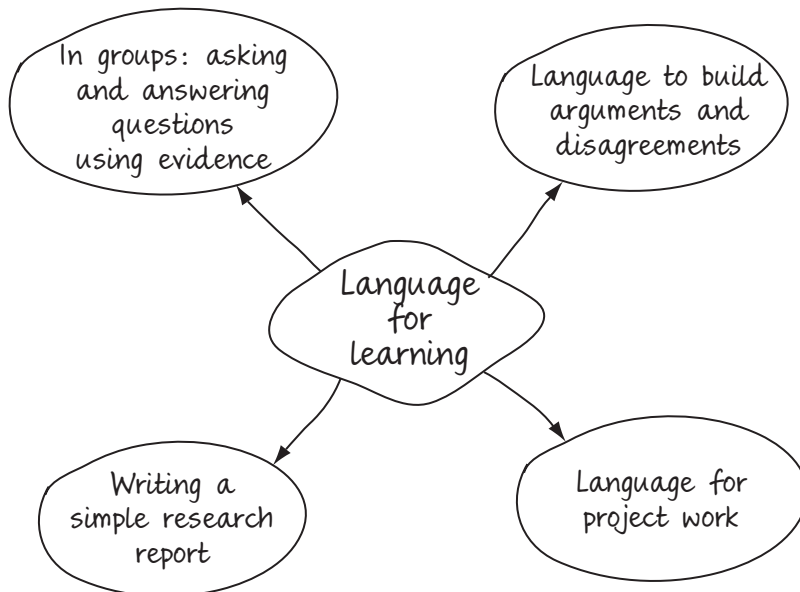 In groups: asking
and answering
questions
using evidence
Language to build
arguments and
disagreements
Language
for
learning
Writing a
simple research
report
Language for
project work